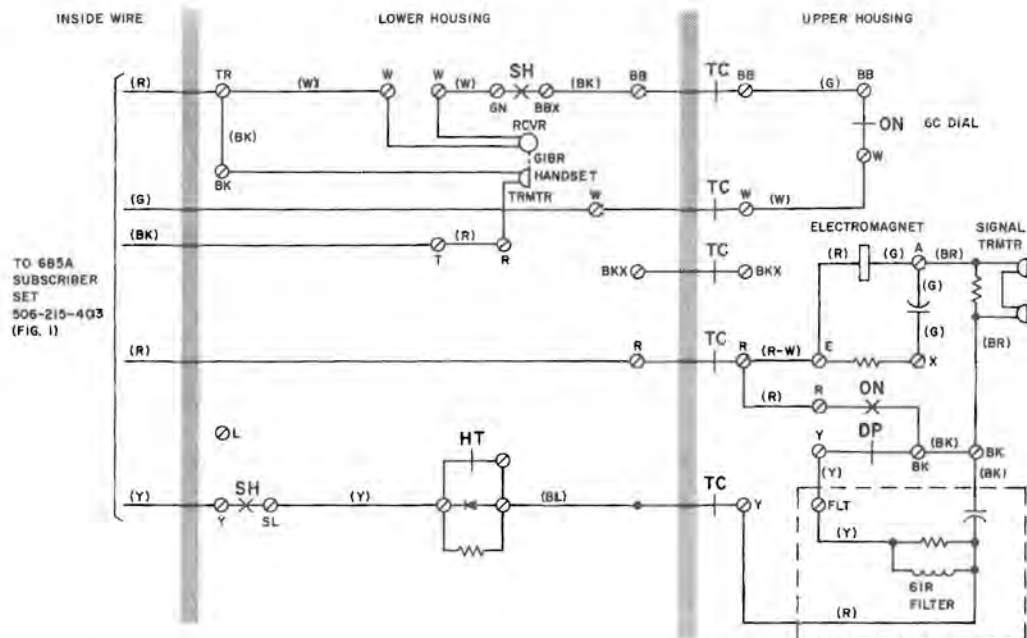 INSIDE WIRE
LOWER HOUSING
UPPER HOUSING
(R)
TR
(W)
W
W
(W)
SH
(BK)
BB
TC
BB
(G)
BB
GN
BBX
ON
6C DIAL
(BK)
RCVR
W
GIBR
BK
HANDSET
TRMTR
(G)
W
TC
W
(W)
(BK)
(R)
T
R
ELECTROMAGNET
SIGNAL
TRMTR
TO 685A
SUBSCRIBER
SET
506-215-403
(FIG. 1)
BKX
TC
BKX
(R)
(G)
A
(BR)
(G)
(G)
(BR)
(R)
R
TC
R
(R-W)
E
X
R
ON
(R)
L
DP
Y
(BK)
BK
BK
HT
(Y)
(BK)
(Y)
SH
Y
SL
(Y)
(BL)
TC
Y
FLT
(Y)
61R
FILTER
(R)